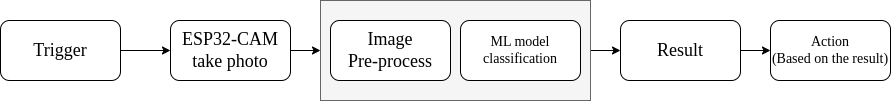 Trigger
ESP32-CAM
take photo
Image
Pre-process
ML model
classification
Result
Action
(Based on the result)